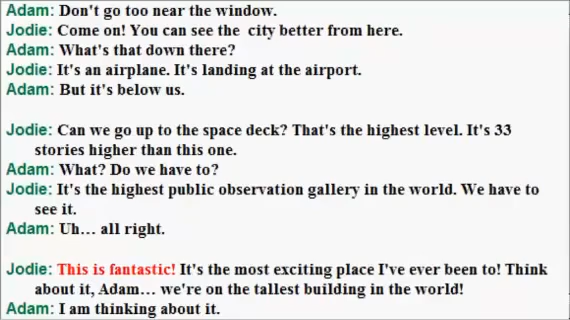 Adam: Don't go too near the window.
Jodie: Come on! You can see the city better from here.
Adam: What's that down there?
Jodie: It's an airplane. It's landing at the airport.
Adam: But it's below us.
Jodie: Can we go up to the space deck? That's the highest level. It's 33
stories higher than this one.
Adam: What? Do we have to?
Jodie: It's the highest public observation gallery in the world. We have to
see it.
Adam: Uh… all right.
Jodie: This is fantastic! It's the most exciting place I've ever been to! Think
about it, Adam… we're on the tallest building in the world!
Adam: I am thinking about it.